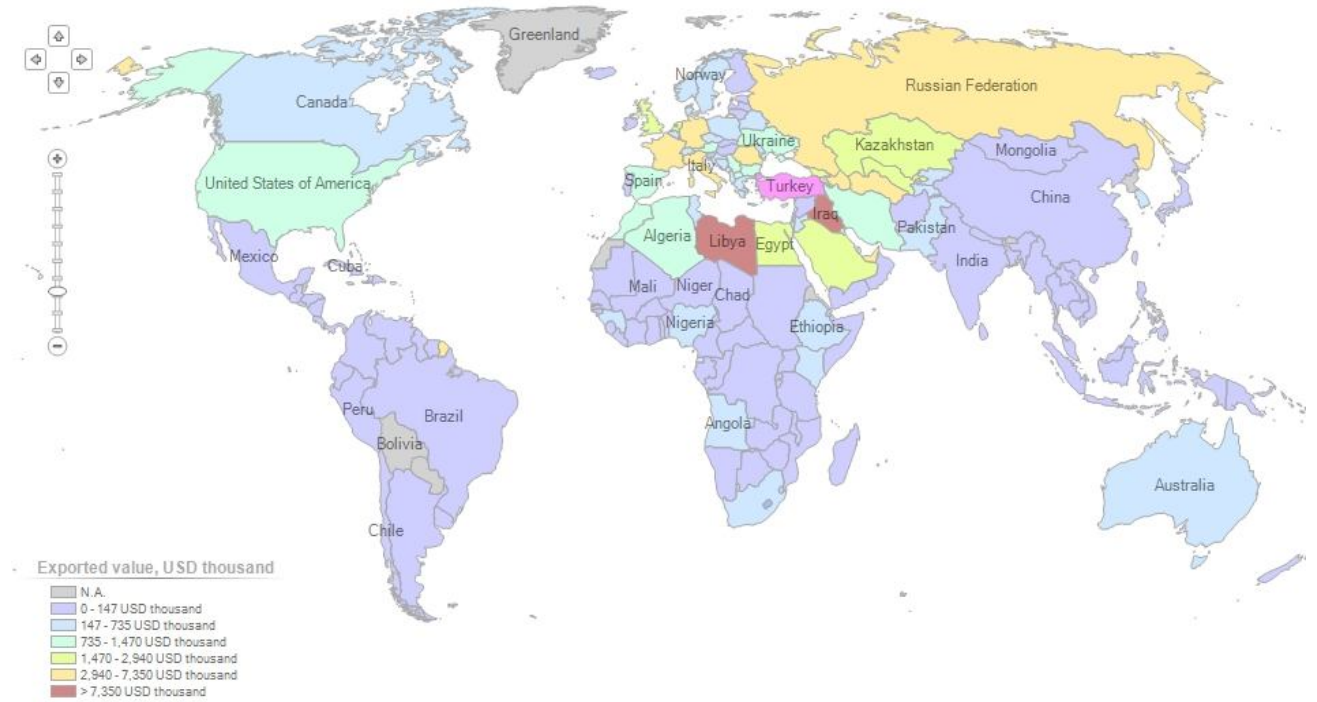 Greenland
Norway
Canada
Russian Federation
Ukraine
Kazakhstan
Mongolia
Italy
United States of America
Spain
Turkey
China
Iraq
Pakistan
Algeria
Libya
Egypt
Mexico
India
Cuba
Mali
Niger
Chad
Nigeria
Ethiopia
Peru
Brazil
Angola
Bolivia
Australia
Chile
Exported value, USD thousand
N.A.
0 - 147 USD thousand
147 - 735 USD thousand
735 - 1,470 USD thousand
1,470 - 2,940 USD thousand
2,940 - 7,350 USD thousand
> 7,350 USD thousand